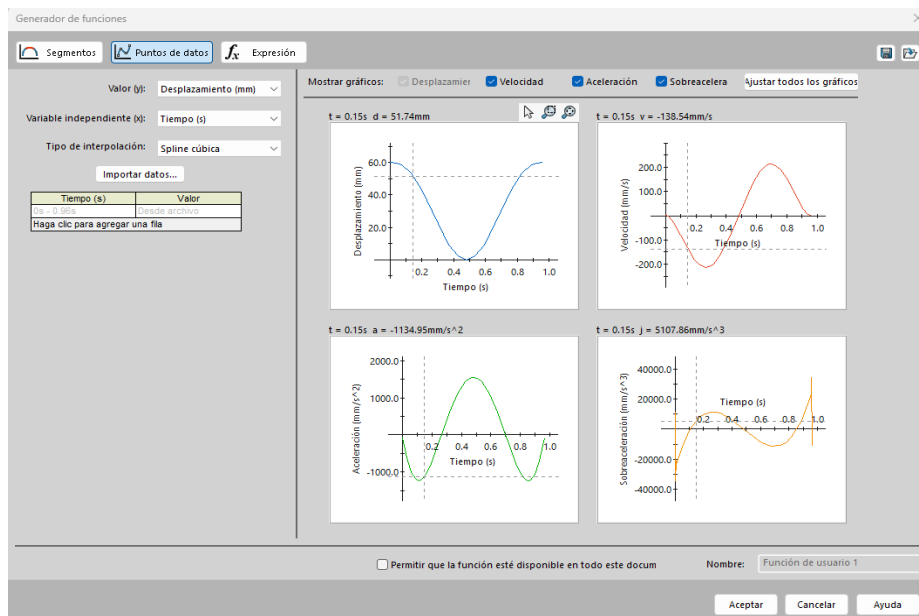 Generador de funciones
Segmentos Puntos de datos fx Expresión
Valor (y): Desplazamiento (mm)
Variable independiente (x): Tiempo (s)
Tipo de interpolación: Spline cúbica
Importar datos...
Tiempo (s) Valor
0s - 0.96s Desde archivo
Haga clic para agregar una fila
Mostrar gráficos: Desplazamier Velocidad Aceleración Sobreacelera Ajustar todos los gráficos
t = 0.15s d = 51.74mm
Desplazamiento (mm)
60.0
40.0
20.0
0.2 0.4 0.6 0.8 1.0
Tiempo (s)
t = 0.15s v = -138.54mm/s
Velocidad (mm/s)
200.0
100.0
0.2 0.4 0.6 0.8 1.0
Tiempo (s)
-100.0
-200.0
t = 0.15s a = -1134.95mm/s^2
Aceleración (mm/s^2)
2000.0
1000.0
0.2 0.4 0.6 0.8 1.0
Tiempo (s)
-1000.0
t = 0.15s j = 5107.86mm/s^3
Sobreaceleración (mm/s^3)
40000.0
20000.0
Tiempo (s)
0.2 0.4 0.6 0.8 1.0
-20000.0
-40000.0
Permitir que la función esté disponible en todo este docum Nombre: Función de usuario 1
Aceptar Cancelar Ayuda